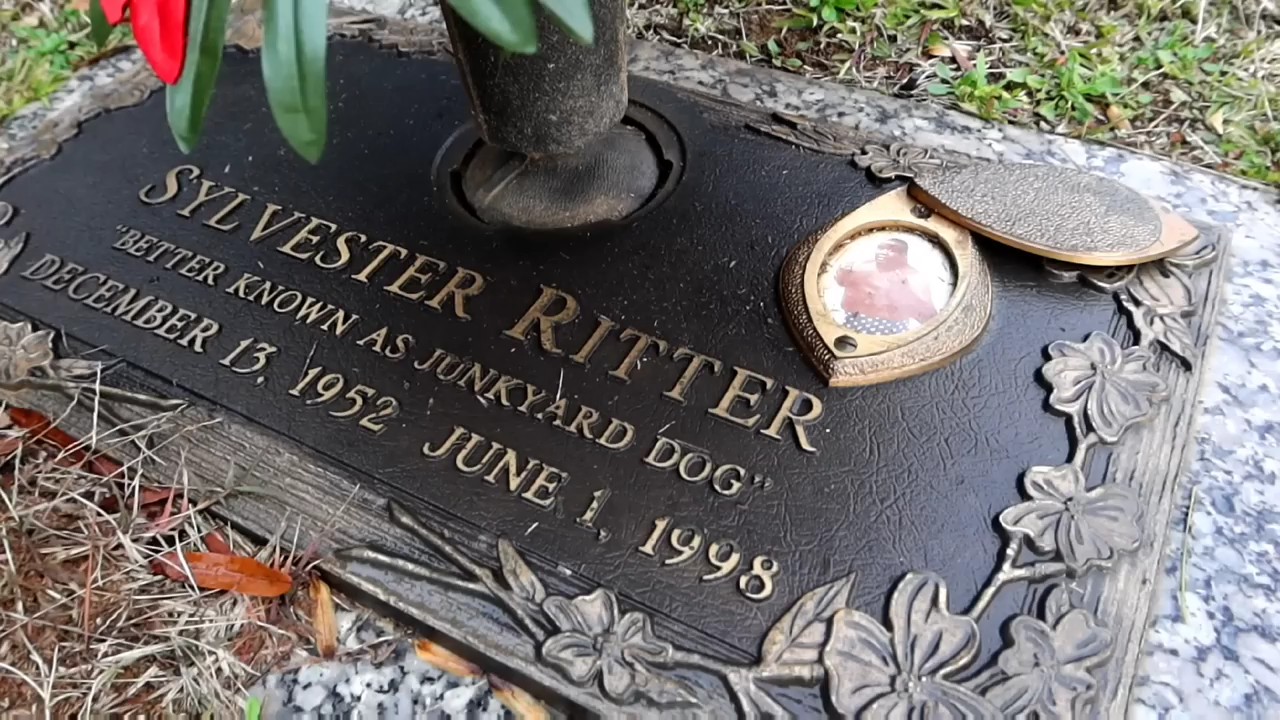 SYLVESTER RITTER
"BETTER KNOWN AS JUNKYARD DOG"
DECEMBER 13, 1952 JUNE 1, 1998